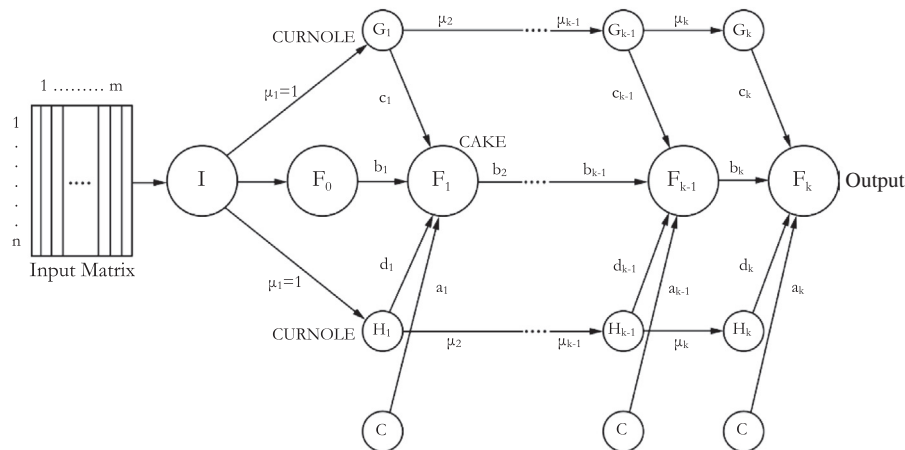 G₁ μ₂ .... μₖ₋₁ Gₖ₋₁ μₖ Gₖ
CURNOLE
1 ......... m
μ₁=1
c₁ cₖ₋₁ cₖ
1
.
.
.
.
n
....
CAKE
I F₀ b₁ F₁ b₂ .... bₖ₋₁ Fₖ₋₁ bₖ Fₖ Output
Input Matrix
d₁ dₖ₋₁ dₖ
μ₁=1
a₁ aₖ₋₁ aₖ
CURNOLE
H₁ μ₂ .... μₖ₋₁ Hₖ₋₁ μₖ Hₖ
C C C